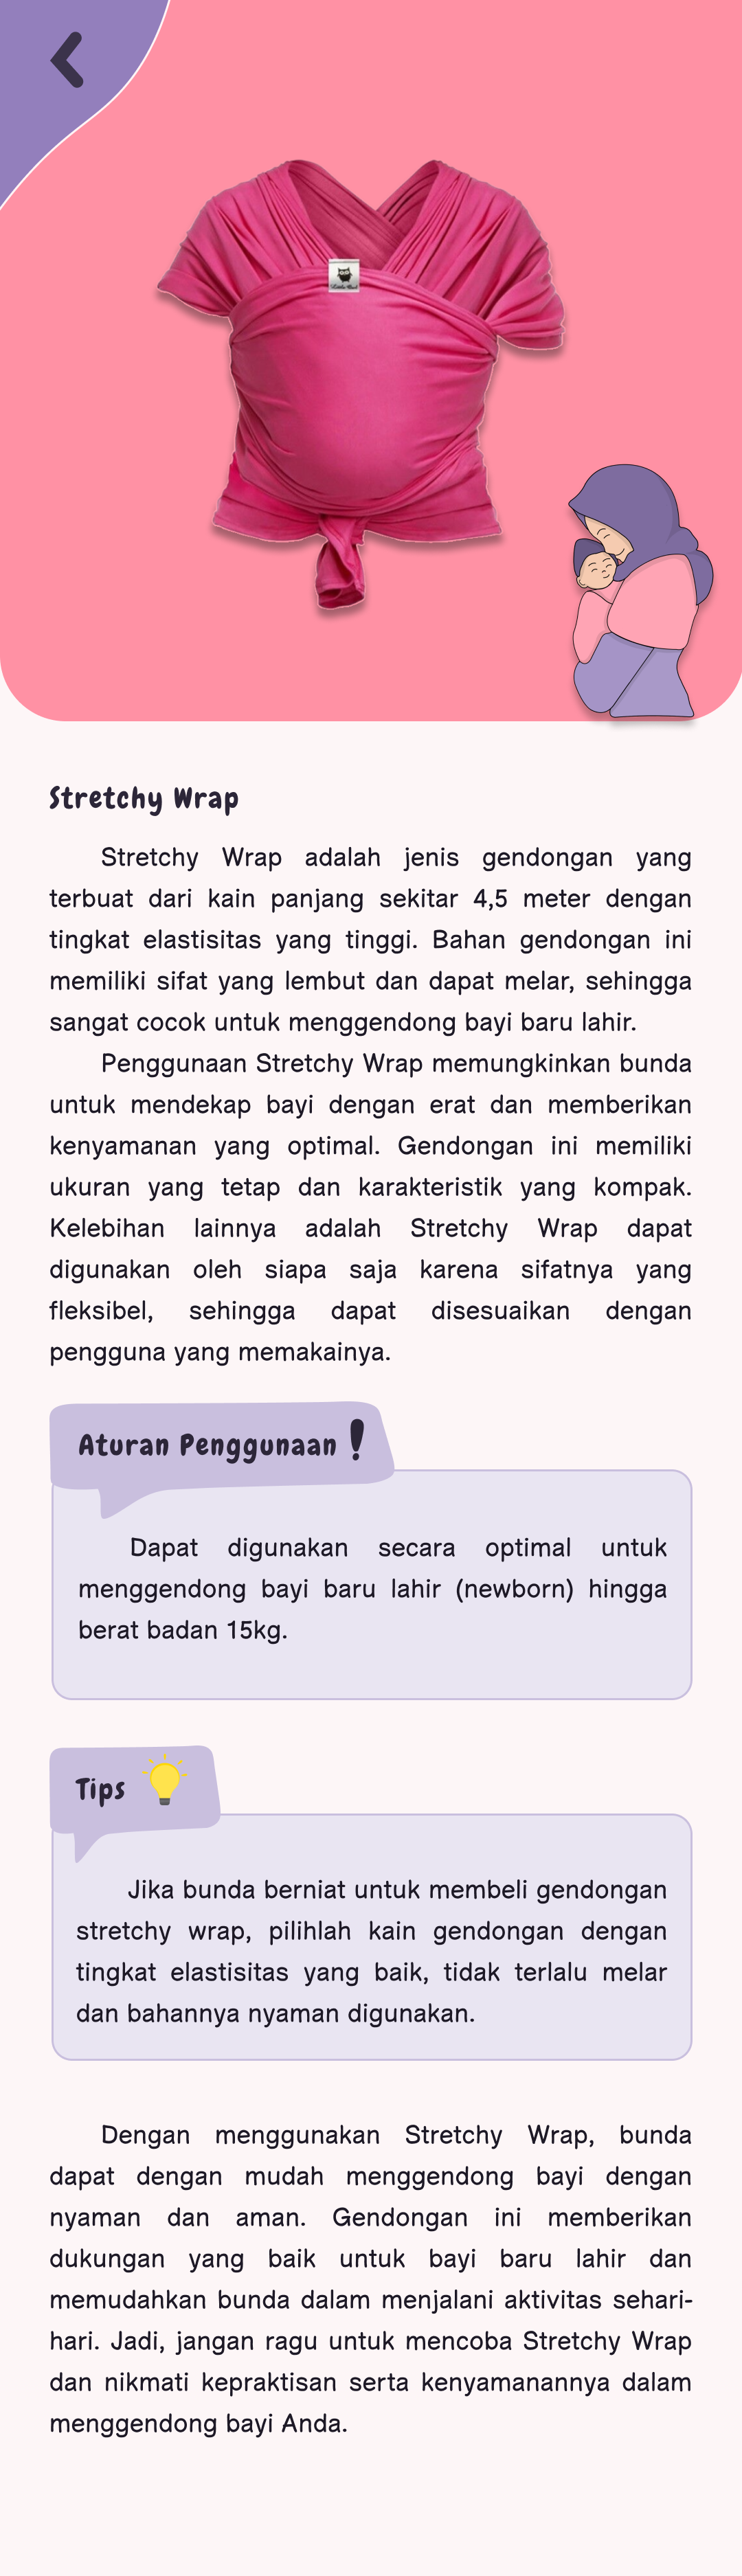 Stretchy Wrap
Stretchy Wrap adalah jenis gendongan yang
terbuat dari kain panjang sekitar 4,5 meter dengan
tingkat elastisitas yang tinggi. Bahan gendongan ini
memiliki sifat yang lembut dan dapat melar, sehingga
sangat cocok untuk menggendong bayi baru lahir.
Penggunaan Stretchy Wrap memungkinkan bunda
untuk mendekap bayi dengan erat dan memberikan
kenyamanan yang optimal. Gendongan ini memiliki
ukuran yang tetap dan karakteristik yang kompak.
Kelebihan lainnya adalah Stretchy Wrap dapat
digunakan oleh siapa saja karena sifatnya yang
fleksibel, sehingga dapat disesuaikan dengan
pengguna yang memakainya.
Aturan Penggunaan !
Dapat digunakan secara optimal untuk
menggendong bayi baru lahir (newborn) hingga
berat badan 15kg.
Tips
Jika bunda berniat untuk membeli gendongan
stretchy wrap, pilihlah kain gendongan dengan
tingkat elastisitas yang baik, tidak terlalu melar
dan bahannya nyaman digunakan.
Dengan menggunakan Stretchy Wrap, bunda
dapat dengan mudah menggendong bayi dengan
nyaman dan aman. Gendongan ini memberikan
dukungan yang baik untuk bayi baru lahir dan
memudahkan bunda dalam menjalani aktivitas sehari-
hari. Jadi, jangan ragu untuk mencoba Stretchy Wrap
dan nikmati kepraktisan serta kenyamanannya dalam
menggendong bayi Anda.